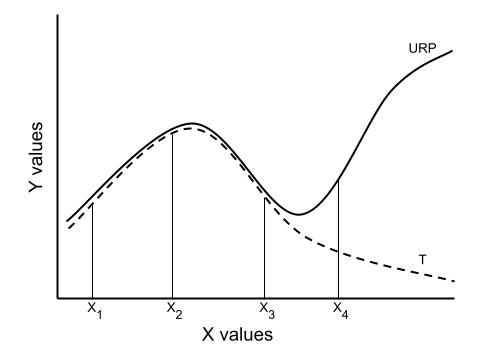 URP
Y values
T
X₁ X₂ X₃ X₄
X values